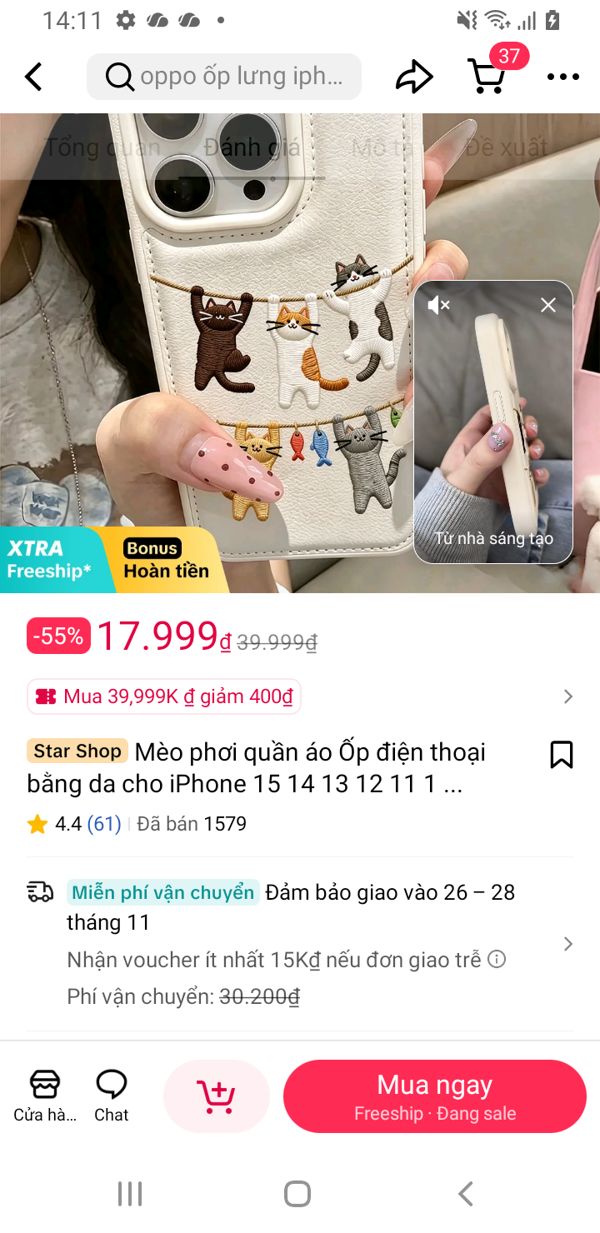 14:11
oppo ốp lưng iph...
37
Tổng quan
Đánh giá
Mô tả
Đề xuất
Từ nhà sáng tạo
XTRA
Freeship*
Bonus
Hoàn tiền
-55% 17.999₫ 39.999₫
Mua 39,999K ₫ giảm 400₫
Star Shop Mèo phơi quần áo Ốp điện thoại
bằng da cho iPhone 15 14 13 12 11 1 ...
4.4 (61) Đã bán 1579
Miễn phí vận chuyển Đảm bảo giao vào 26 – 28
tháng 11
Nhận voucher ít nhất 15K₫ nếu đơn giao trễ
Phí vận chuyển: 30.200₫
Cửa hà...
Chat
Mua ngay
Freeship · Đang sale